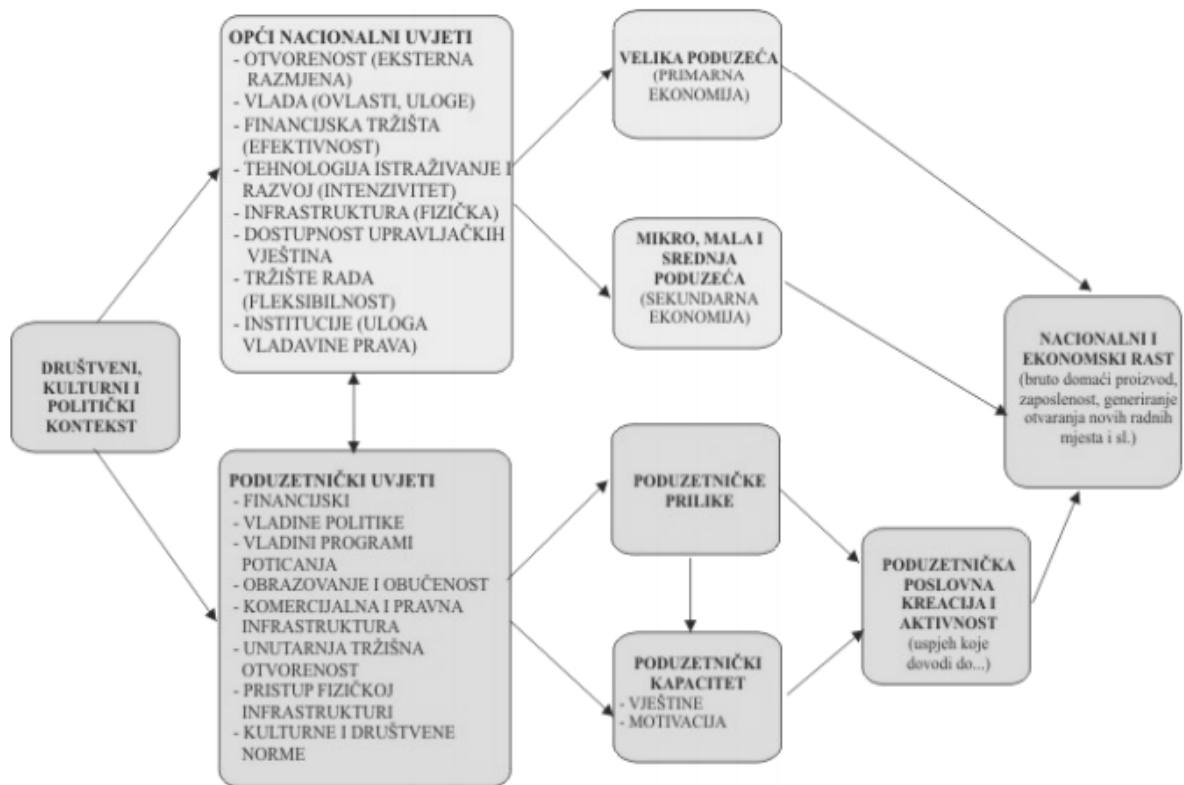 DRUŠTVENI,
KULTURNI I
POLITIČKI
KONTEKST
OPĆI NACIONALNI UVJETI
- OTVORENOST (EKSTERNA
RAZMJENA)
- VLADA (OVLASTI, ULOGE)
- FINANCIJSKA TRŽIŠTA
(EFEKTIVNOST)
- TEHNOLOGIJA ISTRAŽIVANJE I
RAZVOJ (INTENZIVITET)
- INFRASTRUKTURA (FIZIČKA)
- DOSTUPNOST UPRAVLJAČKIH
VJEŠTINA
- TRŽIŠTE RADA
(FLEKSIBILNOST)
- INSTITUCIJE (ULOGA
VLADAVINE PRAVA)
PODUZETNIČKI UVJETI
- FINANCIJSKI
- VLADINE POLITIKE
- VLADINI PROGRAMI
POTICANJA
- OBRAZOVANJE I OBUČENOST
- KOMERCIJALNA I PRAVNA
INFRASTRUKTURA
- UNUTARNJA TRŽIŠNA
OTVORENOST
- PRISTUP FIZIČKOJ
INFRASTRUKTURI
- KULTURNE I DRUŠTVENE
NORME
VELIKA PODUZEĆA
(PRIMARNA
EKONOMIJA)
MIKRO, MALA I
SREDNJA
PODUZEĆA
(SEKUNDARNA
EKONOMIJA)
PODUZETNIČKE
PRILIKE
PODUZETNIČKI
KAPACITET
- VJEŠTINE
- MOTIVACIJA
PODUZETNIČKA
POSLOVNA
KREACIJA I
AKTIVNOST
(uspjeh koje
dovodi do...)
NACIONALNI I
EKONOMSKI RAST
(bruto domaći proizvod,
zaposlenost, generiranje
otvaranja novih radnih
mjesta i sl.)